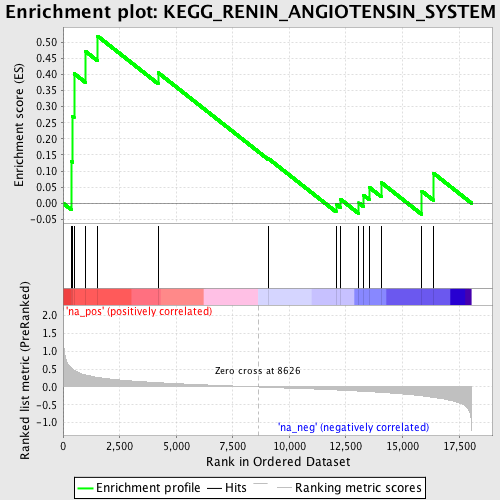 Enrichment plot: KEGG_RENIN_ANGIOTENSIN_SYSTEM
Enrichment score (ES)
0.50
0.45
0.40
0.35
0.30
0.25
0.20
0.15
0.10
0.05
0.00
-0.05
'na_pos' (positively correlated)
Ranked list metric (PreRanked)
2.0
1.5
1.0
0.5
0.0
-0.5
-1.0
Zero cross at 8626
'na_neg' (negatively correlated)
0 2,500 5,000 7,500 10,000 12,500 15,000 17,500
Rank in Ordered Dataset
Enrichment profile Hits Ranking metric scores